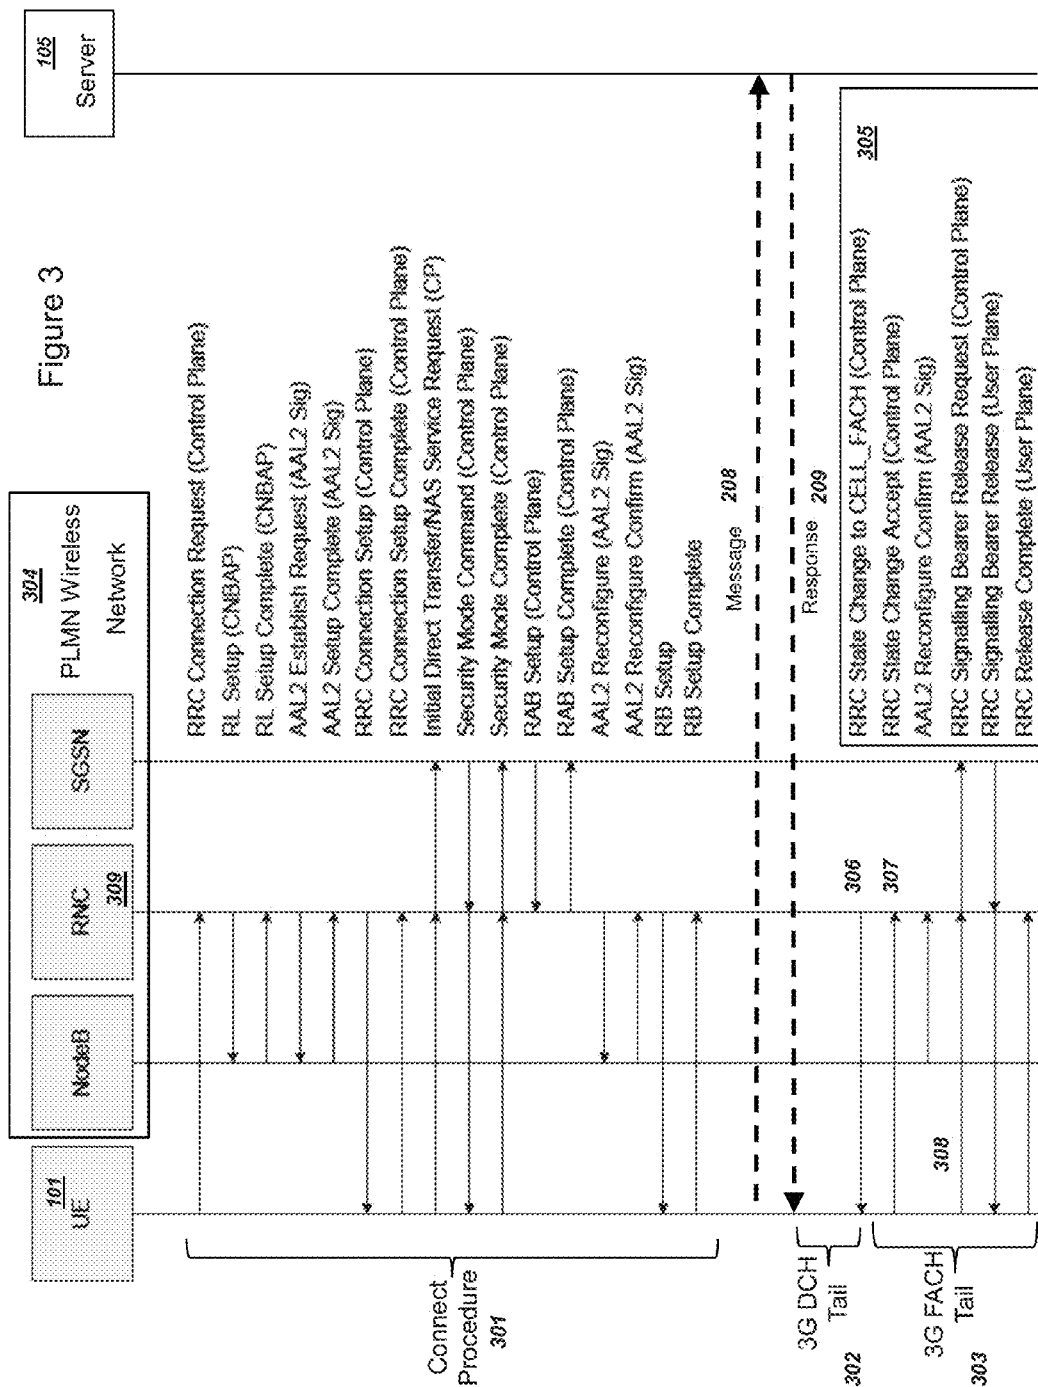 Figure 3
304
PLMN Wireless
Network
101
UE
NodeB
RNC
309
SGSN
105
Server
Connect
Procedure
301
RRC Connection Request (Control Plane)
RL Setup (CNBAP)
RL Setup Complete (CNBAP)
AAL2 Establish Request (AAL2 Sig)
AAL2 Setup Complete (AAL2 Sig)
RRC Connection Setup (Control Plane)
RRC Connection Setup Complete (Control Plane)
Initial Direct Transfer/NAS Service Request (CP)
Security Mode Command (Control Plane)
Security Mode Complete (Control Plane)
RAB Setup (Control Plane)
RAB Setup Complete (Control Plane)
AAL2 Reconfigure (AAL2 Sig)
AAL2 Reconfigure Confirm (AAL2 Sig)
RB Setup
RB Setup Complete
Message 208
Response 209
3G DCH
Tail
302
306
307
305
RRC State Change to CELL_FACH (Control Plane)
RRC State Change Accept (Control Plane)
AAL2 Reconfigure Confirm (AAL2 Sig)
RRC Signalling Bearer Release Request (Control Plane)
RRC Signalling Bearer Release (User Plane)
RRC Release Complete (User Plane)
3G FACH
Tail
303
308